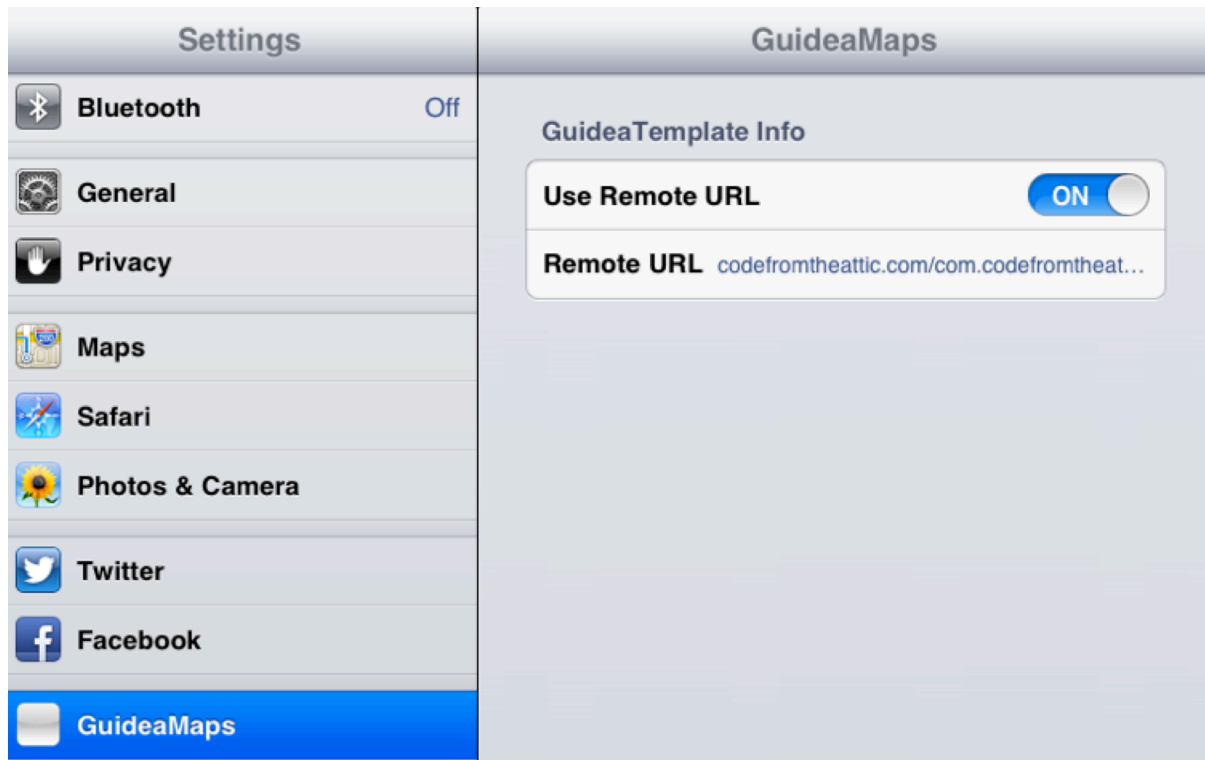 Settings
Bluetooth Off
General
Privacy
Maps
Safari
Photos & Camera
Twitter
Facebook
GuideaMaps
GuideaMaps
GuideaTemplate Info
Use Remote URL ON
Remote URL codefromtheattic.com/com.codefromtheat...